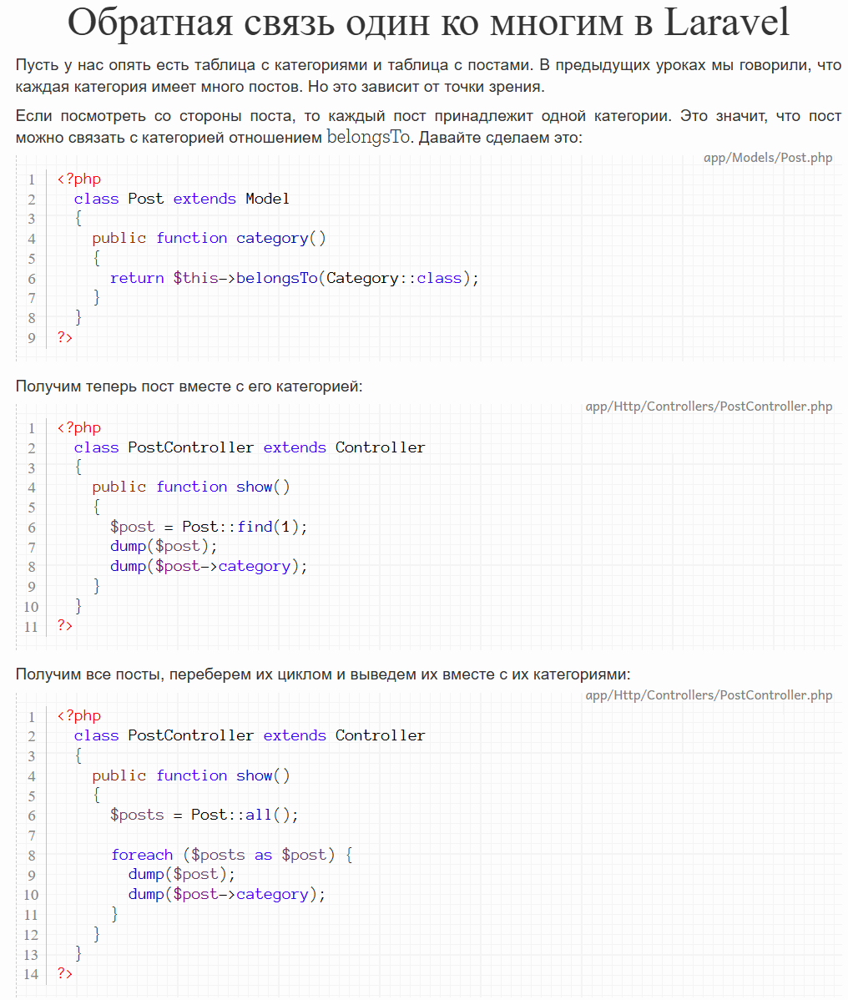 Обратная связь один ко многим в Laravel
Пусть у нас опять есть таблица с категориями и таблица с постами. В предыдущих уроках мы говорили, что
каждая категория имеет много постов. Но это зависит от точки зрения.
Если посмотреть со стороны поста, то каждый пост принадлежит одной категории. Это значит, что пост
можно связать с категорией отношением belongsTo. Давайте сделаем это:
app/Models/Post.php
1 <?php
2 class Post extends Model
3 {
4 public function category()
5 {
6 return $this->belongsTo(Category::class);
7 }
8 }
9 ?>
Получим теперь пост вместе с его категорией:
app/Http/Controllers/PostController.php
1 <?php
2 class PostController extends Controller
3 {
4 public function show()
5 {
6 $post = Post::find(1);
7 dump($post);
8 dump($post->category);
9 }
10 }
11 ?>
Получим все посты, переберем их циклом и выведем их вместе с их категориями:
app/Http/Controllers/PostController.php
1 <?php
2 class PostController extends Controller
3 {
4 public function show()
5 {
6 $posts = Post::all();
7
8 foreach ($posts as $post) {
9 dump($post);
10 dump($post->category);
11 }
12 }
13 }
14 ?>